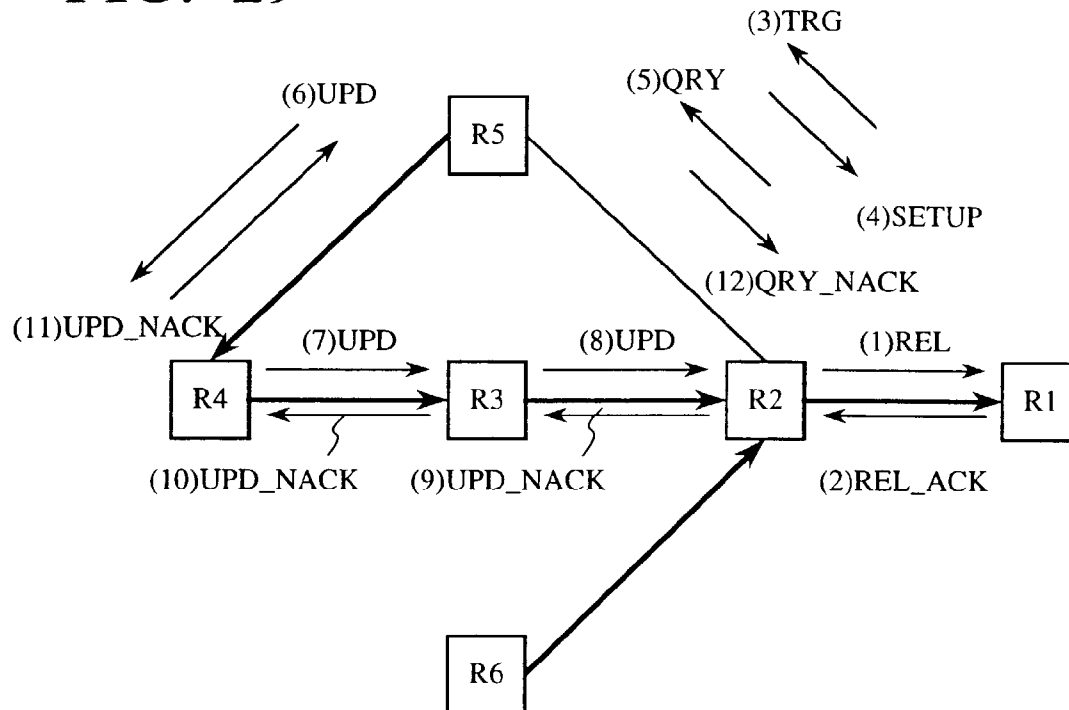 (3)TRG
(5)QRY
(6)UPD
R5
(4)SETUP
(12)QRY_NACK
(11)UPD_NACK
(7)UPD
(8)UPD
(1)REL
R4
R3
R2
R1
(10)UPD_NACK
(9)UPD_NACK
(2)REL_ACK
R6